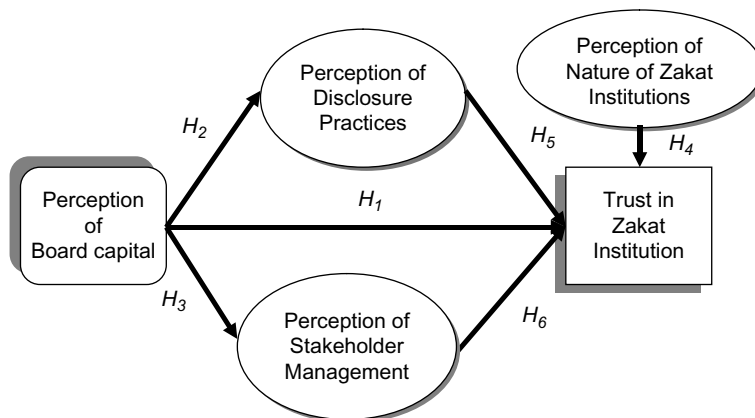 Perception of
Disclosure
Practices
Perception of
Nature of Zakat
Institutions
H2
H5
H4
Perception
of
Board capital
H1
Trust in
Zakat
Institution
H3
Perception of
Stakeholder
Management
H6